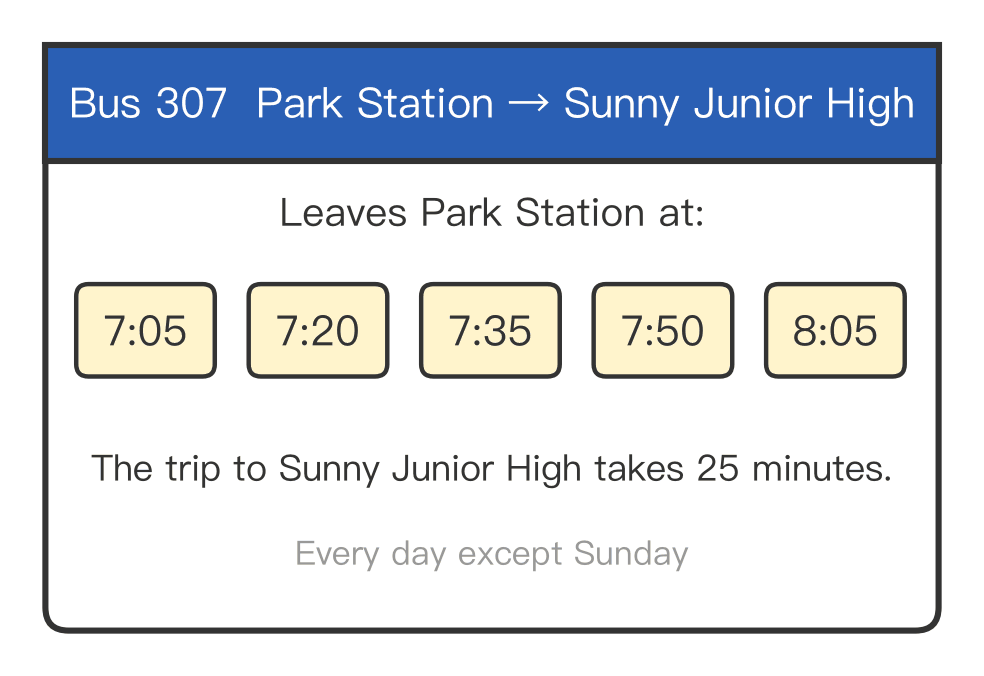 Bus 307 Park Station → Sunny Junior High
Leaves Park Station at:
7:05 7:20 7:35 7:50 8:05
The trip to Sunny Junior High takes 25 minutes.
Every day except Sunday